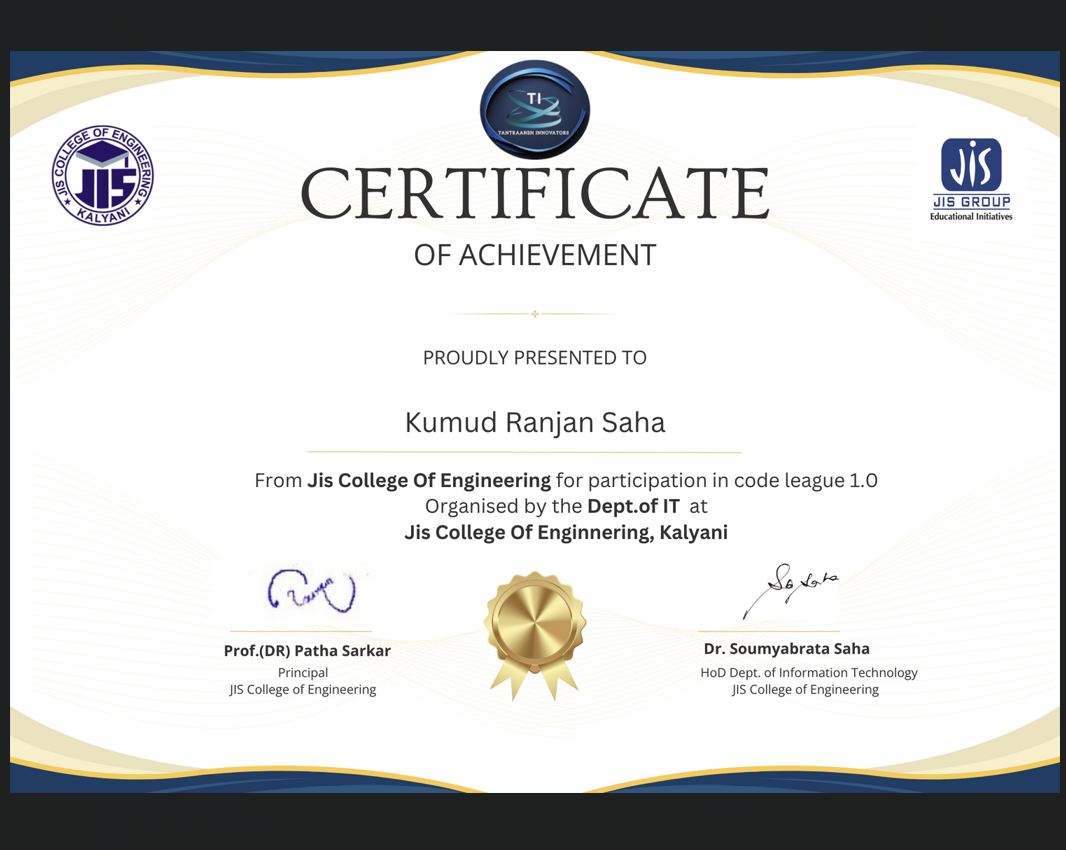 TI
TANTRAANSH INNOVATORS
JIS COLLEGE OF ENGINEERING
JIS
★ KALYANI ★
JIS
JIS GROUP
Educational Initiatives
CERTIFICATE
OF ACHIEVEMENT
PROUDLY PRESENTED TO
Kumud Ranjan Saha
From Jis College Of Engineering for participation in code league 1.0
Organised by the Dept.of IT at
Jis College Of Enginnering, Kalyani
Prof.(DR) Patha Sarkar
Principal
JIS College of Engineering
Dr. Soumyabrata Saha
HoD Dept. of Information Technology
JIS College of Engineering